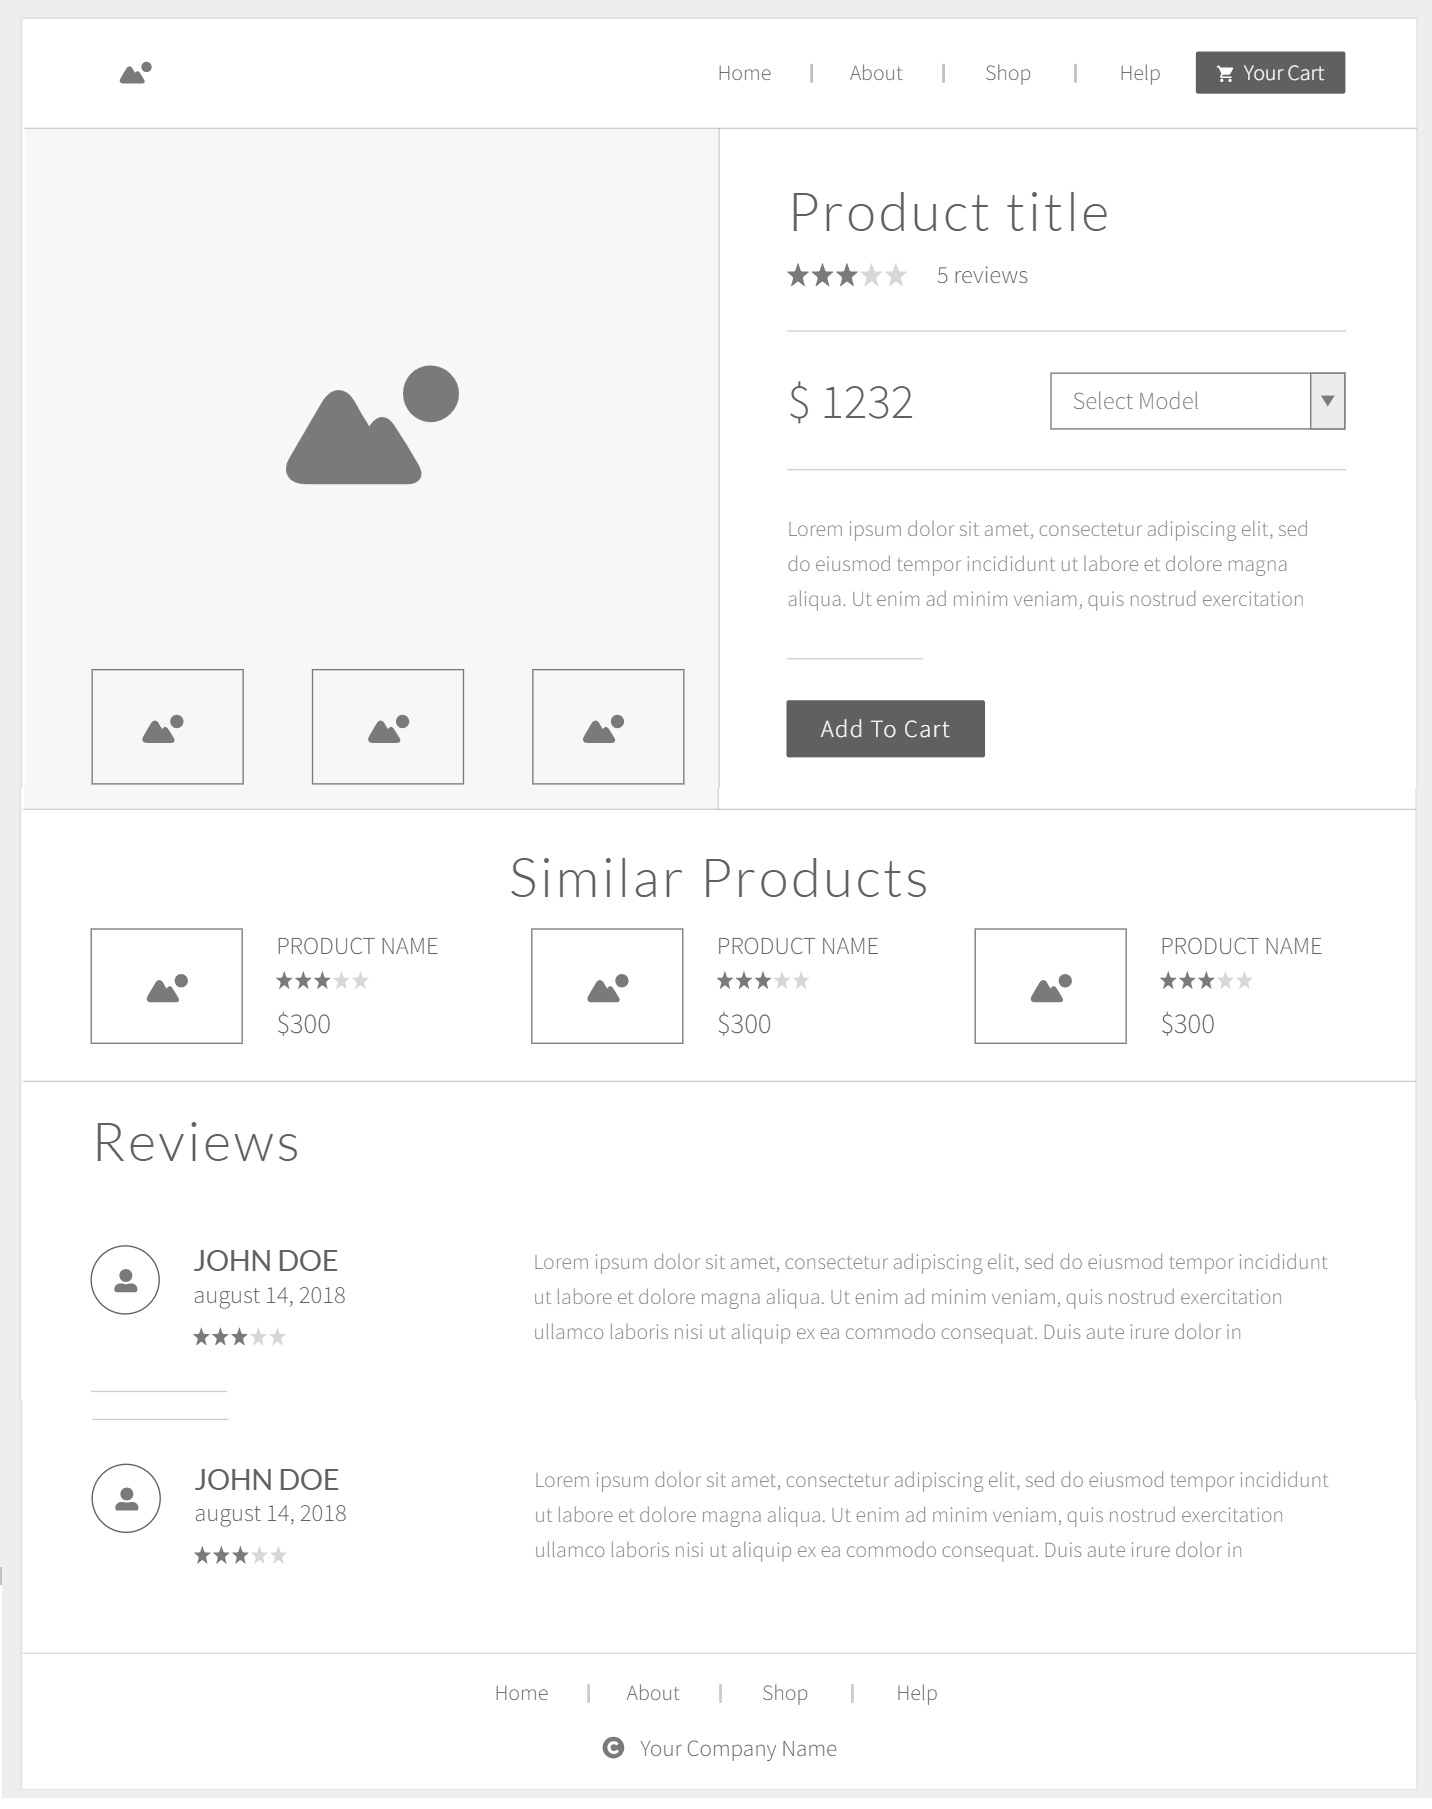 Home | About | Shop | Help Your Cart
Product title
5 reviews
$ 1232 Select Model
Lorem ipsum dolor sit amet, consectetur adipiscing elit, sed
do eiusmod tempor incididunt ut labore et dolore magna
aliqua. Ut enim ad minim veniam, quis nostrud exercitation
Add To Cart
Similar Products
PRODUCT NAME
$300
PRODUCT NAME
$300
PRODUCT NAME
$300
Reviews
JOHN DOE
august 14, 2018
Lorem ipsum dolor sit amet, consectetur adipiscing elit, sed do eiusmod tempor incididunt
ut labore et dolore magna aliqua. Ut enim ad minim veniam, quis nostrud exercitation
ullamco laboris nisi ut aliquip ex ea commodo consequat. Duis aute irure dolor in
JOHN DOE
august 14, 2018
Lorem ipsum dolor sit amet, consectetur adipiscing elit, sed do eiusmod tempor incididunt
ut labore et dolore magna aliqua. Ut enim ad minim veniam, quis nostrud exercitation
ullamco laboris nisi ut aliquip ex ea commodo consequat. Duis aute irure dolor in
Home | About | Shop | Help
© Your Company Name